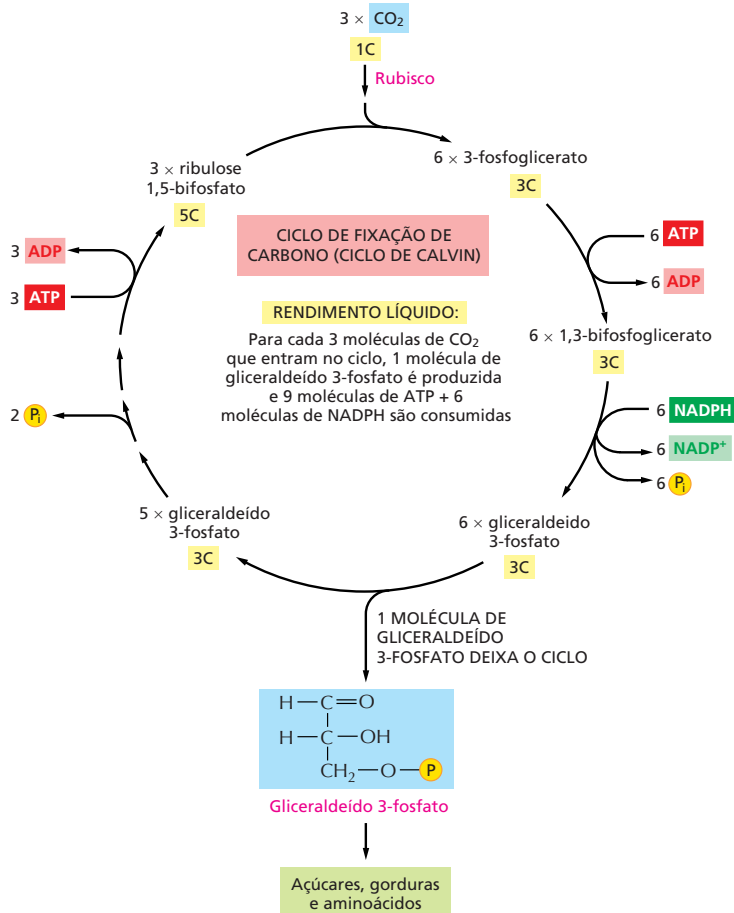 3 × CO₂
1C
Rubisco
3 × ribulose
1,5-bifosfato
5C
6 × 3-fosfoglicerato
3C
6 ATP
6 ADP
6 × 1,3-bifosfoglicerato
3C
6 NADPH
6 NADP⁺
6 Pi
6 × gliceraldeido
3-fosfato
3C
5 × gliceraldeído
3-fosfato
3C
2 Pi
3 ADP
3 ATP
CICLO DE FIXAÇÃO DE
CARBONO (CICLO DE CALVIN)
RENDIMENTO LÍQUIDO:
Para cada 3 moléculas de CO₂
que entram no ciclo, 1 molécula de
gliceraldeído 3-fosfato é produzida
e 9 moléculas de ATP + 6
moléculas de NADPH são consumidas
1 MOLÉCULA DE
GLICERALDEÍDO
3-FOSFATO DEIXA O CICLO
H—C=O
H—C—OH
CH₂—O—P
Gliceraldeído 3-fosfato
Açúcares, gorduras
e aminoácidos